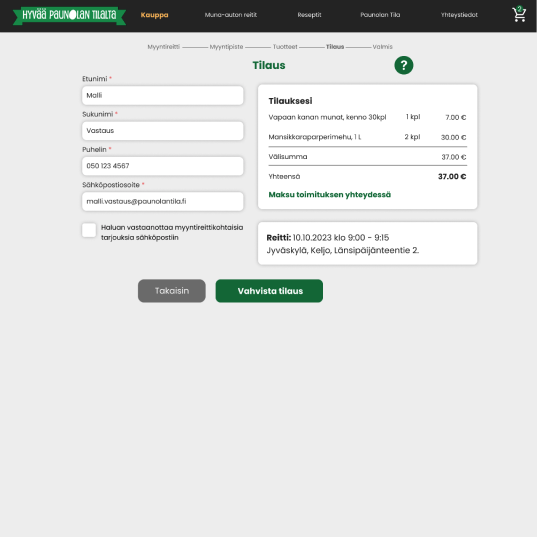 HYVÄÄ PAUNOLAN TILALTA
Kauppa
Muna-auton reitit
Reseptit
Paunolan Tila
Yhteystiedot
2
Myyntireitti
Myyntipiste
Tuotteet
Tilaus
Valmis
Tilaus
?
Etunimi *
Malli
Sukunimi *
Vastaus
Puhelin *
050 123 4567
Sähköpostiosoite *
malli.vastaus@paunolantila.fi
Haluan vastaanottaa myyntireittikohtaisia
tarjouksia sähköpostiin
Tilauksesi
Vapaan kanan munat, kenno 30kpl 1 kpl 7.00 €
Mansikkaraparperimehu, 1 L 2 kpl 30.00 €
Välisumma 37.00 €
Yhteensä 37.00 €
Maksu toimituksen yhteydessä
Reitti: 10.10.2023 klo 9:00 - 9:15
Jyväskylä, Keljo, Länsipäijänteentie 2.
Takaisin
Vahvista tilaus